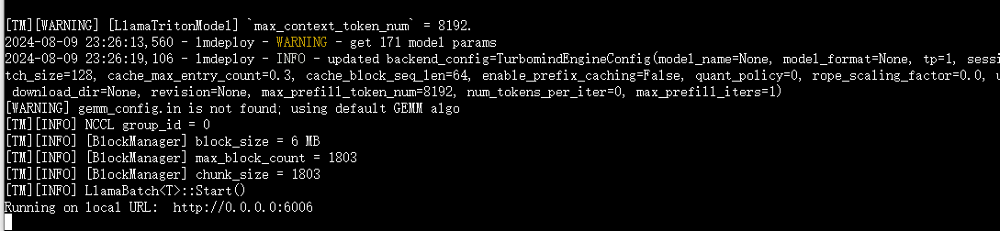 [TM][WARNING] [LlamaTritonModel] `max_context_token_num` = 8192.
2024-08-09 23:26:13,560 - lmdeploy - WARNING - get 171 model params
2024-08-09 23:26:19,106 - lmdeploy - INFO - updated backend_config=TurbomindEngineConfig(model_name=None, model_format=None, tp=1, sessi
tch_size=128, cache_max_entry_count=0.3, cache_block_seq_len=64, enable_prefix_caching=False, quant_policy=0, rope_scaling_factor=0.0, u
download_dir=None, revision=None, max_prefill_token_num=8192, num_tokens_per_iter=0, max_prefill_iters=1)
[WARNING] gemm_config.in is not found; using default GEMM algo
[TM][INFO] NCCL group_id = 0
[TM][INFO] [BlockManager] block_size = 6 MB
[TM][INFO] [BlockManager] max_block_count = 1803
[TM][INFO] [BlockManager] chunk_size = 1803
[TM][INFO] LlamaBatch<T>::Start()
Running on local URL:  http://0.0.0.0:6006